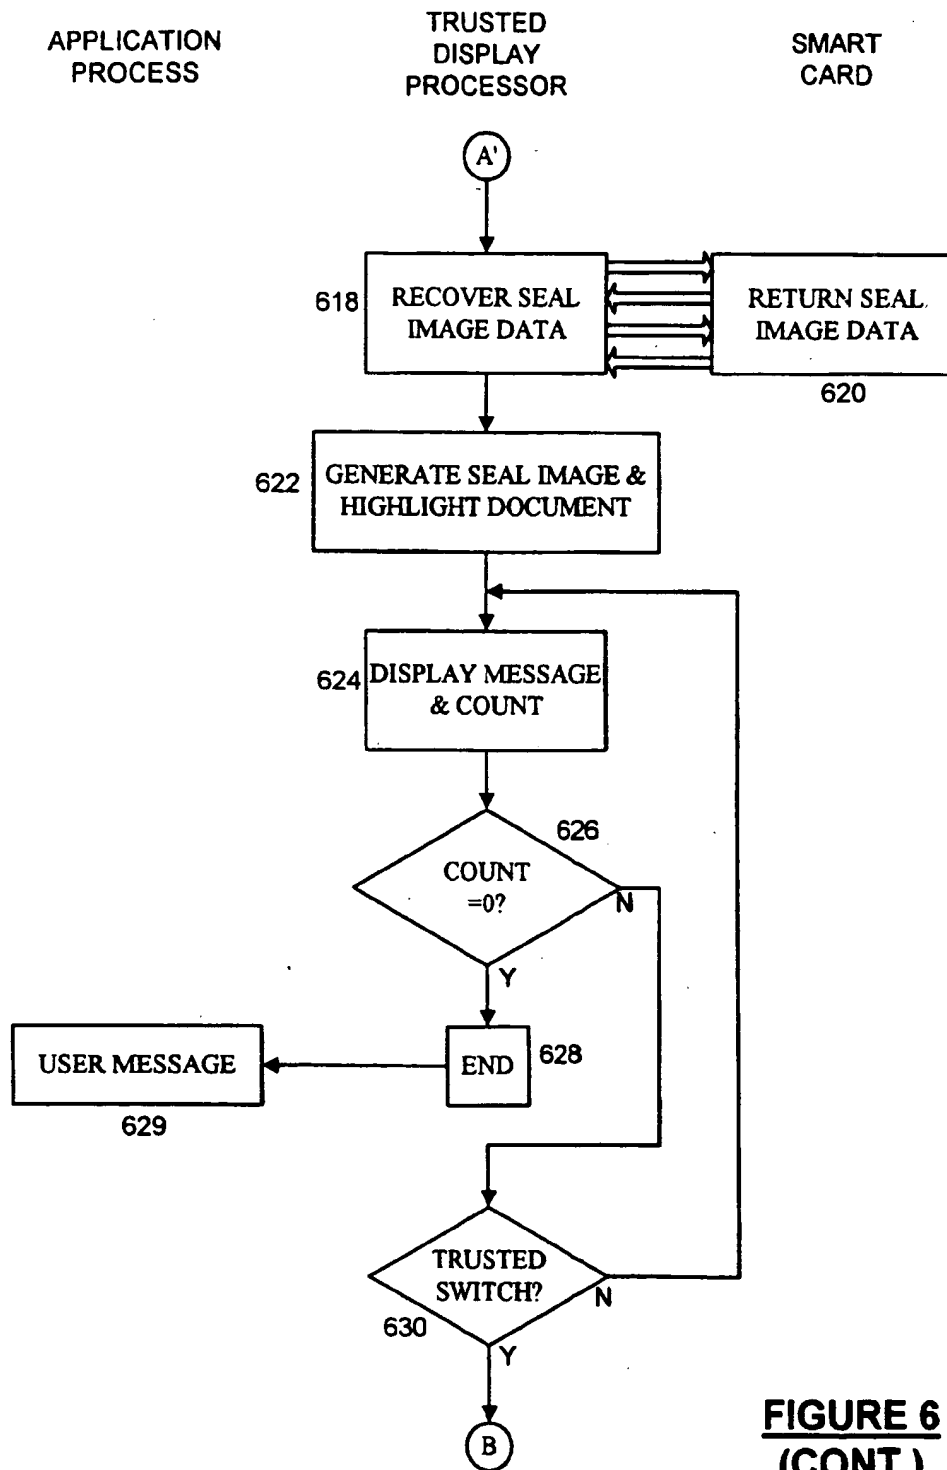 APPLICATION
PROCESS
TRUSTED
DISPLAY
PROCESSOR
SMART
CARD
A'
618
RECOVER SEAL
IMAGE DATA
RETURN SEAL
IMAGE DATA
620
622
GENERATE SEAL IMAGE &
HIGHLIGHT DOCUMENT
624
DISPLAY MESSAGE
& COUNT
626
COUNT
=0?
N
Y
USER MESSAGE
629
END
628
TRUSTED
SWITCH?
N
630
Y
B
FIGURE 6
(CONT.)